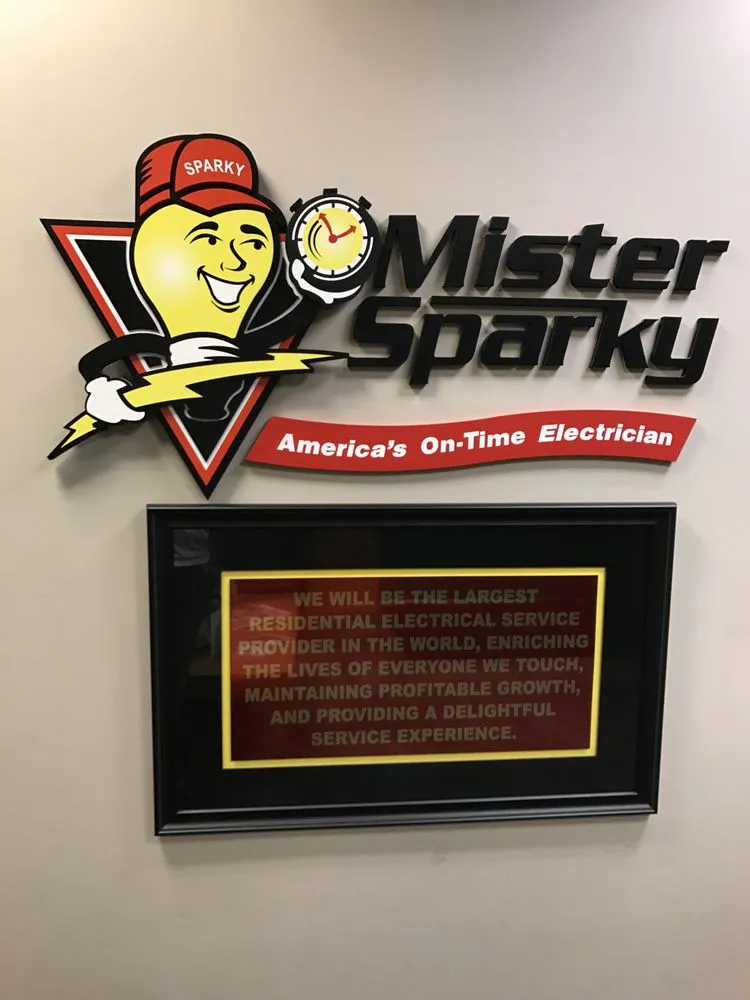 SPARKY
Mister
Sparky
America's On-Time Electrician
WE WILL BE THE LARGEST
RESIDENTIAL ELECTRICAL SERVICE
PROVIDER IN THE WORLD, ENRICHING
THE LIVES OF EVERYONE WE TOUCH,
MAINTAINING PROFITABLE GROWTH,
AND PROVIDING A DELIGHTFUL
SERVICE EXPERIENCE.